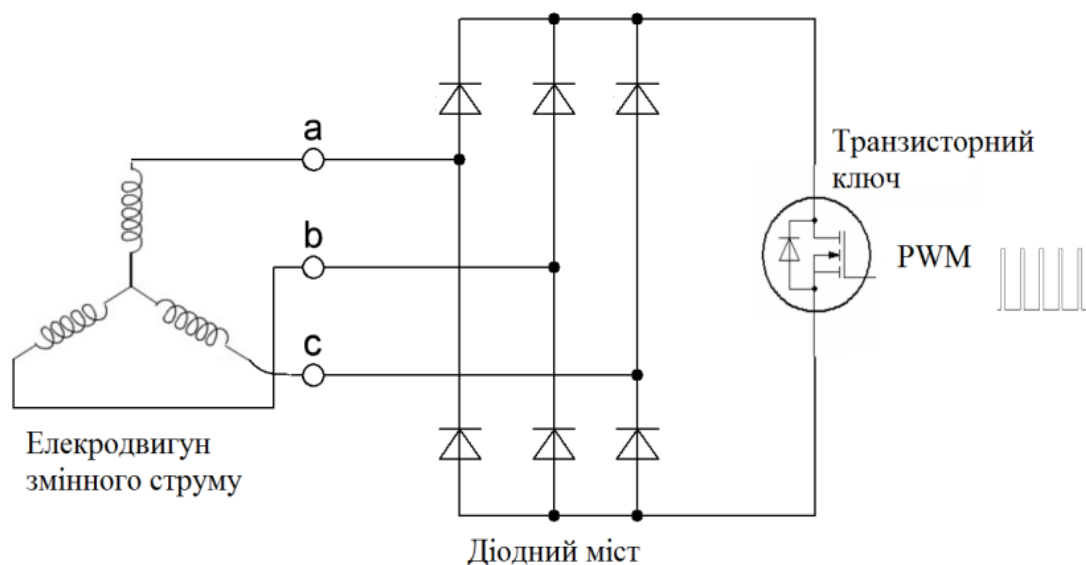 a
b
c
Транзисторний
ключ
PWM
Елекродвигун
змінного струму
Діодний міст